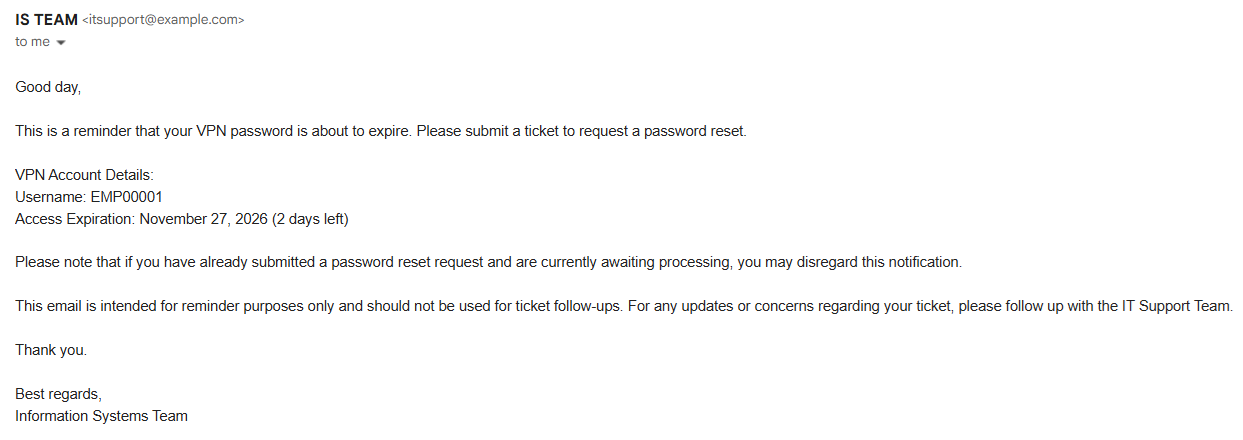 IS TEAM <itsupport@example.com>
to me
Good day,
This is a reminder that your VPN password is about to expire. Please submit a ticket to request a password reset.
VPN Account Details:
Username: EMP00001
Access Expiration: November 27, 2026 (2 days left)
Please note that if you have already submitted a password reset request and are currently awaiting processing, you may disregard this notification.
This email is intended for reminder purposes only and should not be used for ticket follow-ups. For any updates or concerns regarding your ticket, please follow up with the IT Support Team.
Thank you.
Best regards,
Information Systems Team